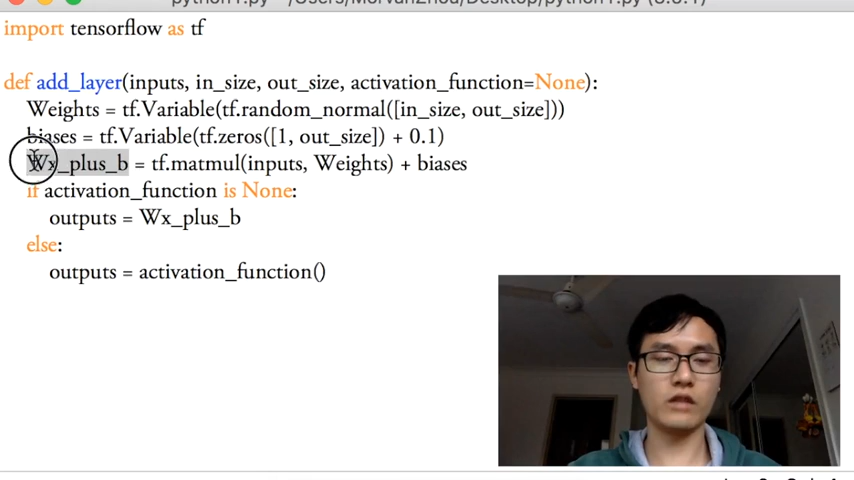 import tensorflow as tf
def add_layer(inputs, in_size, out_size, activation_function=None):
Weights = tf.Variable(tf.random_normal([in_size, out_size]))
biases = tf.Variable(tf.zeros([1, out_size]) + 0.1)
Wx_plus_b = tf.matmul(inputs, Weights) + biases
if activation_function is None:
outputs = Wx_plus_b
else:
outputs = activation_function()